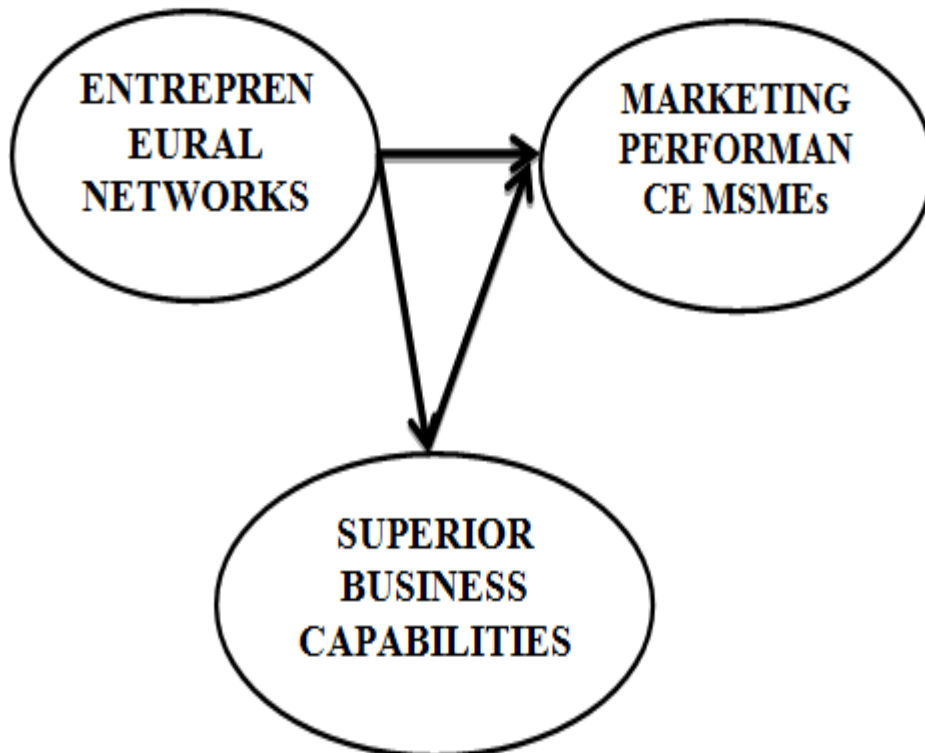 ENTREPREN
EURAL
NETWORKS
MARKETING
PERFORMAN
CE MSMEs
SUPERIOR
BUSINESS
CAPABILITIES